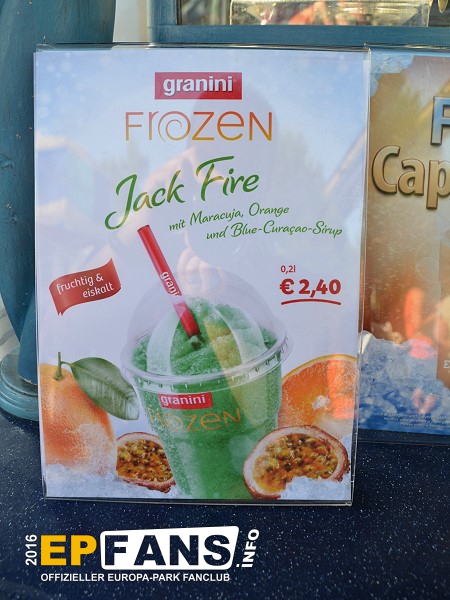 granini
FROZEN
Jack Fire
mit Maracuja, Orange
und Blue-Curaçao-Sirup
fruchtig &
eiskalt
0,2l
€ 2,40
granini
granini
FROZEN
F
Cap
2016
EPFANS.INFO
OFFIZIELLER EUROPA-PARK FANCLUB